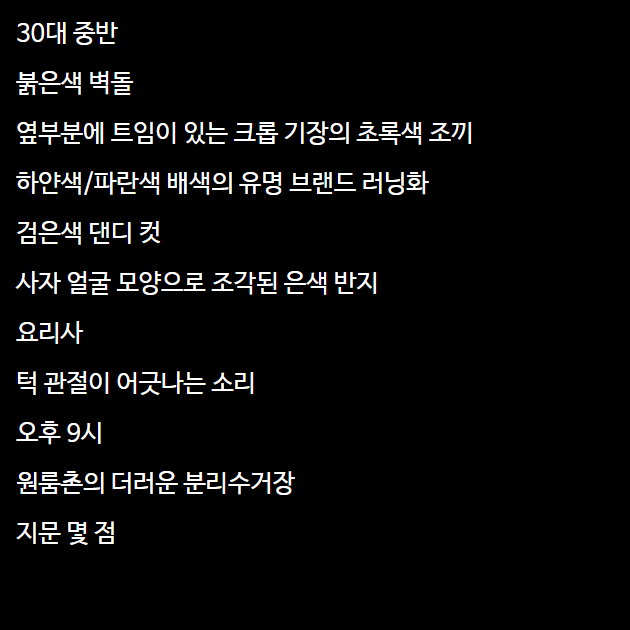 30대 중반
붉은색 벽돌
옆부분에 트임이 있는 크롭 기장의 초록색 조끼
하얀색/파란색 배색의 유명 브랜드 러닝화
검은색 댄디 컷
사자 얼굴 모양으로 조각된 은색 반지
요리사
턱 관절이 어긋나는 소리
오후 9시
원룸촌의 더러운 분리수거장
지문 몇 점